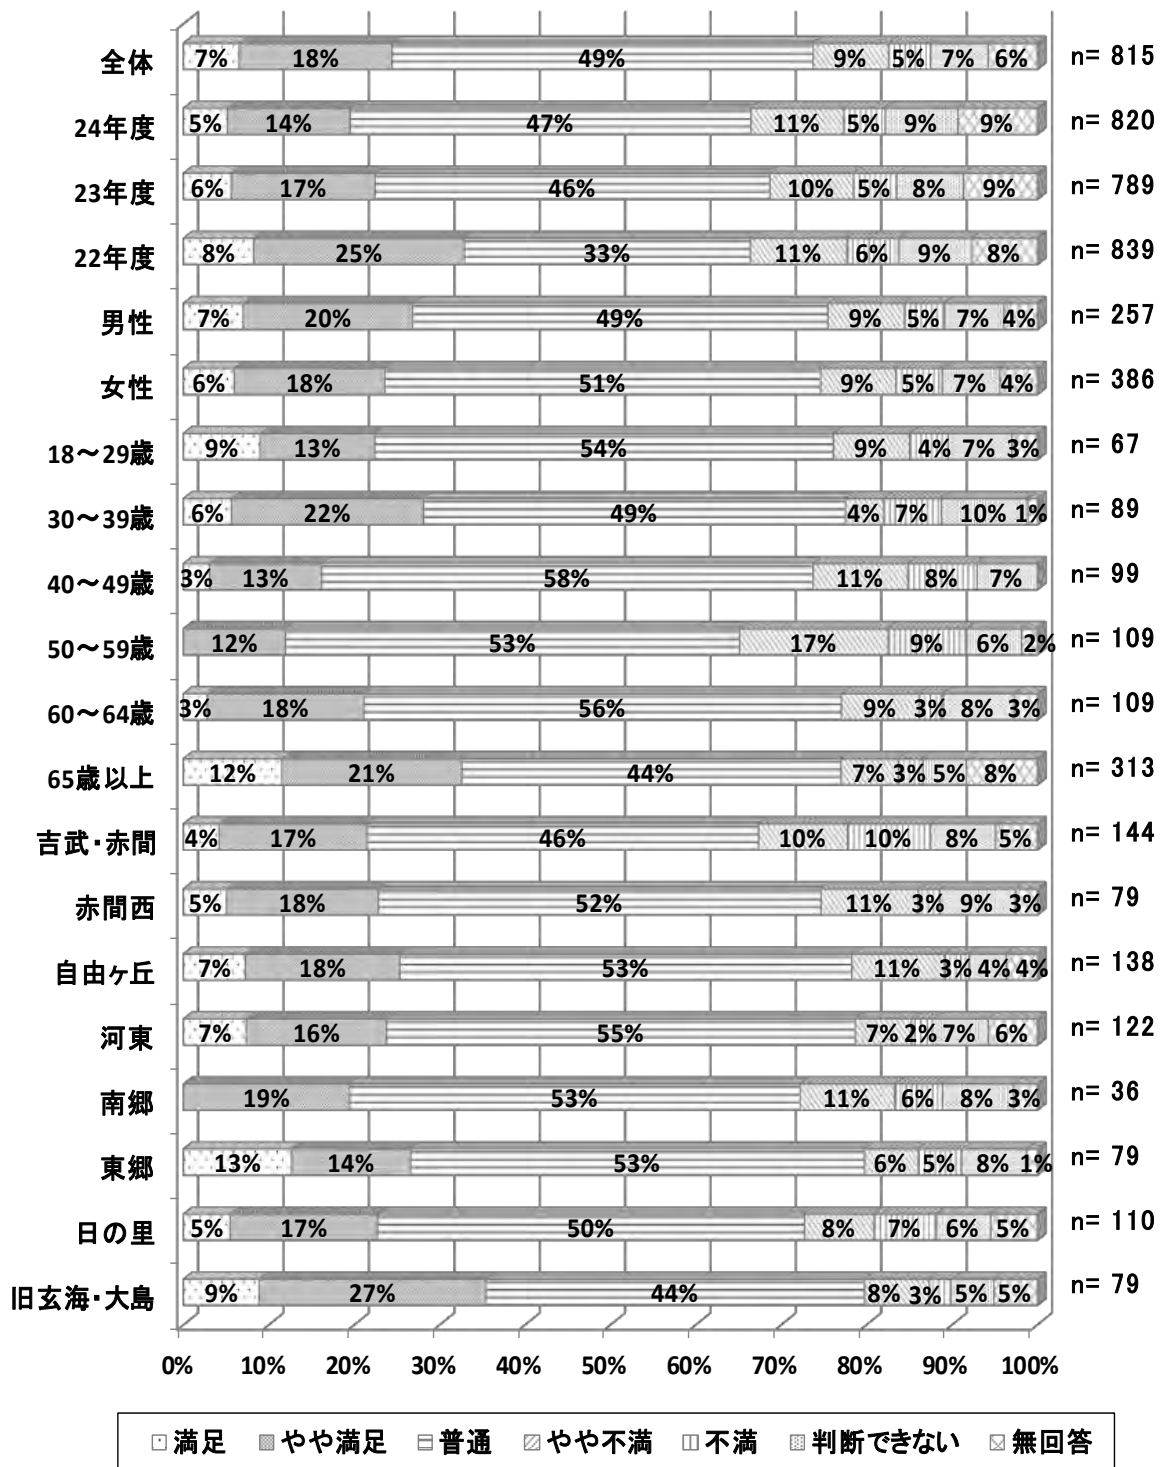 全体 7% 18% 49% 9% 5% 7% 6% n= 815
24年度 5% 14% 47% 11% 5% 9% 9% n= 820
23年度 6% 17% 46% 10% 5% 8% 9% n= 789
22年度 8% 25% 33% 11% 6% 9% 8% n= 839
男性 7% 20% 49% 9% 5% 7% 4% n= 257
女性 6% 18% 51% 9% 5% 7% 4% n= 386
18～29歳 9% 13% 54% 9% 4% 7% 3% n= 67
30～39歳 6% 22% 49% 4% 7% 10% 1% n= 89
40～49歳 3% 13% 58% 11% 8% 7% n= 99
50～59歳 12% 53% 17% 9% 6% 2% n= 109
60～64歳 3% 18% 56% 9% 3% 8% 3% n= 109
65歳以上 12% 21% 44% 7% 3% 5% 8% n= 313
吉武・赤間 4% 17% 46% 10% 10% 8% 5% n= 144
赤間西 5% 18% 52% 11% 3% 9% 3% n= 79
自由ヶ丘 7% 18% 53% 11% 3% 4% 4% n= 138
河東 7% 16% 55% 7% 2% 7% 6% n= 122
南郷 19% 53% 11% 6% 8% 3% n= 36
東郷 13% 14% 53% 6% 5% 8% 1% n= 79
日の里 5% 17% 50% 8% 7% 6% 5% n= 110
旧玄海・大島 9% 27% 44% 8% 3% 5% 5% n= 79
0% 10% 20% 30% 40% 50% 60% 70% 80% 90% 100%
満足 やや満足 普通 やや不満 不満 判断できない 無回答